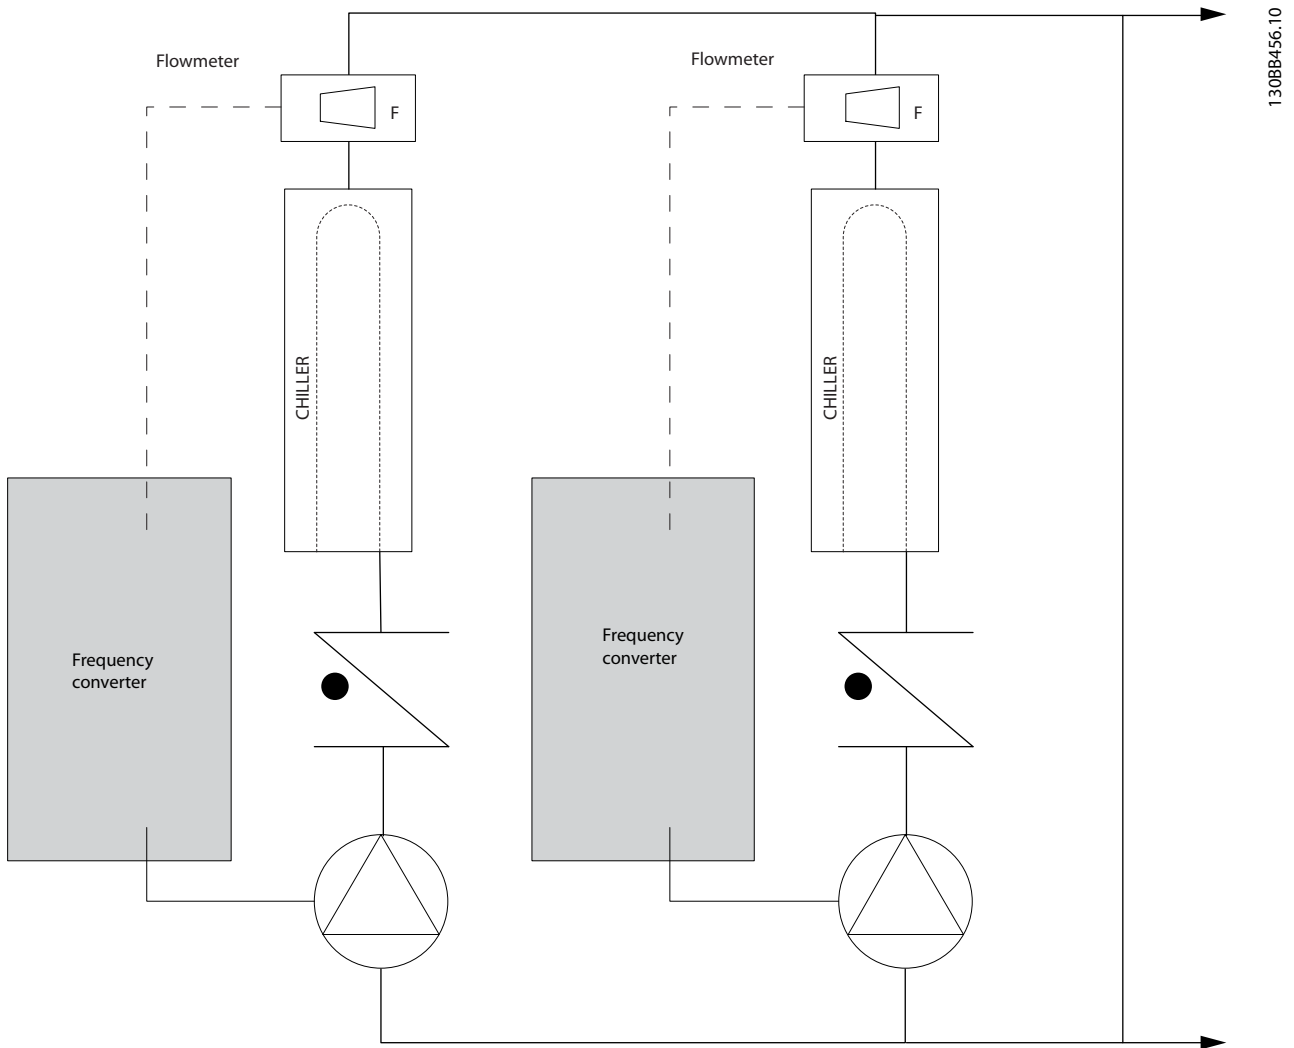 130BB456.10
Flowmeter
Flowmeter
F
F
CHILLER
CHILLER
Frequency
converter
Frequency
converter